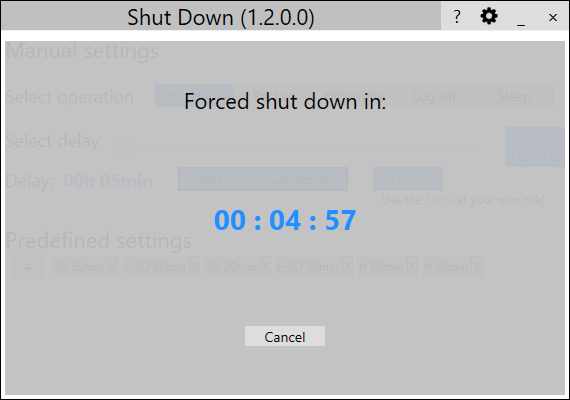 Shut Down (1.2.0.0) ? _ ×
Manual settings
Select operation Log off Sleep
Forced shut down in:
Select delay
Delay: 00h 05min
Use the Force at your own risk!
00 : 04 : 57
Predefined settings
+ SD 60min X F-SD 60min X SD 30min X F-SD 30min X H 60min X H 30min X
Cancel